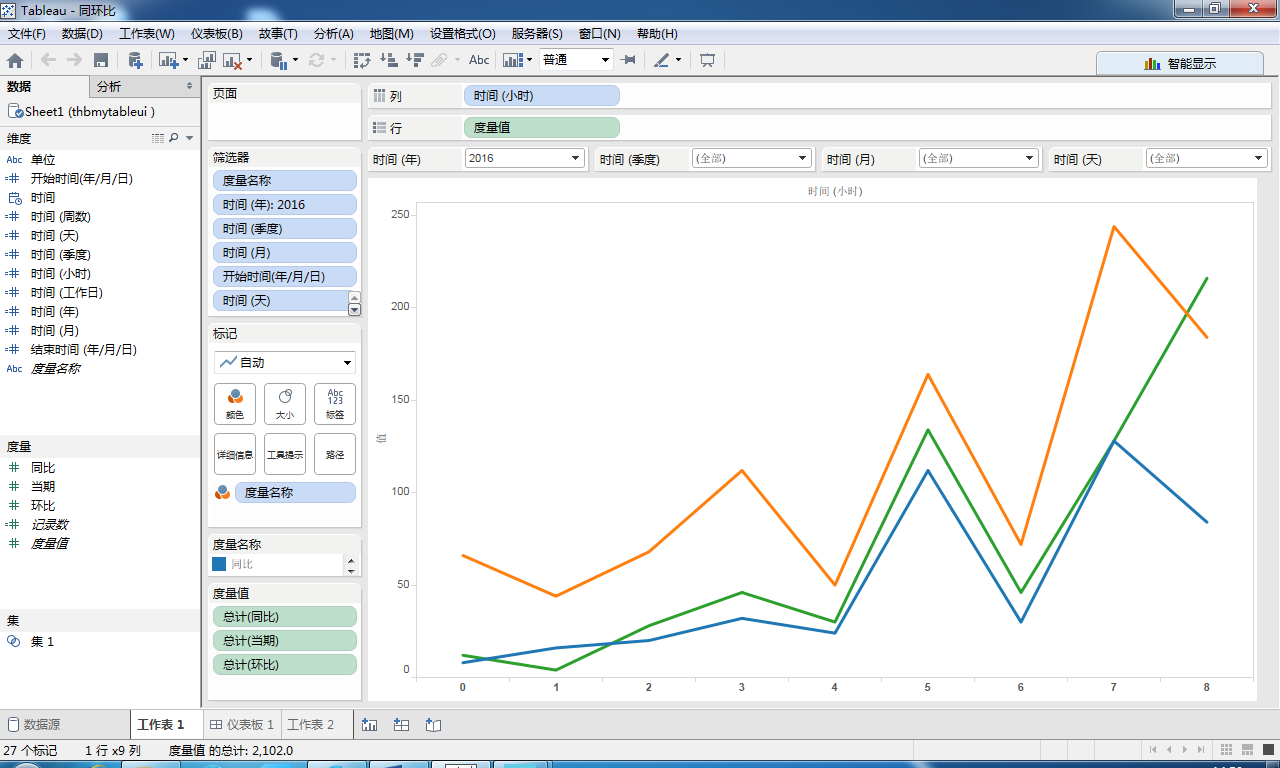 Tableau - 同环比
文件(F) 数据(D) 工作表(W) 仪表板(B) 故事(T) 分析(A) 地图(M) 设置格式(O) 服务器(S) 窗口(N) 帮助(H)
Abc 普通 智能显示
数据 分析
Sheet1 (thbmytableui )
维度
Abc 单位
开始时间(年/月/日)
时间
时间 (周数)
时间 (天)
时间 (季度)
时间 (小时)
时间 (工作日)
时间 (年)
时间 (月)
结束时间 (年/月/日)
Abc 度量名称
度量
同比
当期
环比
记录数
度量值
集
集 1
页面
筛选器
度量名称
时间 (年): 2016
时间 (季度)
时间 (月)
开始时间(年/月/日)
时间 (天)
标记
自动
颜色 大小 Abc 123 标签
详细信息 工具提示 路径
度量名称
度量名称
同比
度量值
总计(同比)
总计(当期)
总计(环比)
列 时间 (小时)
行 度量值
时间 (年) 2016 时间 (季度) (全部) 时间 (月) (全部) 时间 (天) (全部)
时间 (小时)
250
200
150
100
50
0
值
0 1 2 3 4 5 6 7 8
数据源 工作表 1 仪表板 1 工作表 2
27 个标记 1 行 x9 列 度量值 的总计: 2,102.0